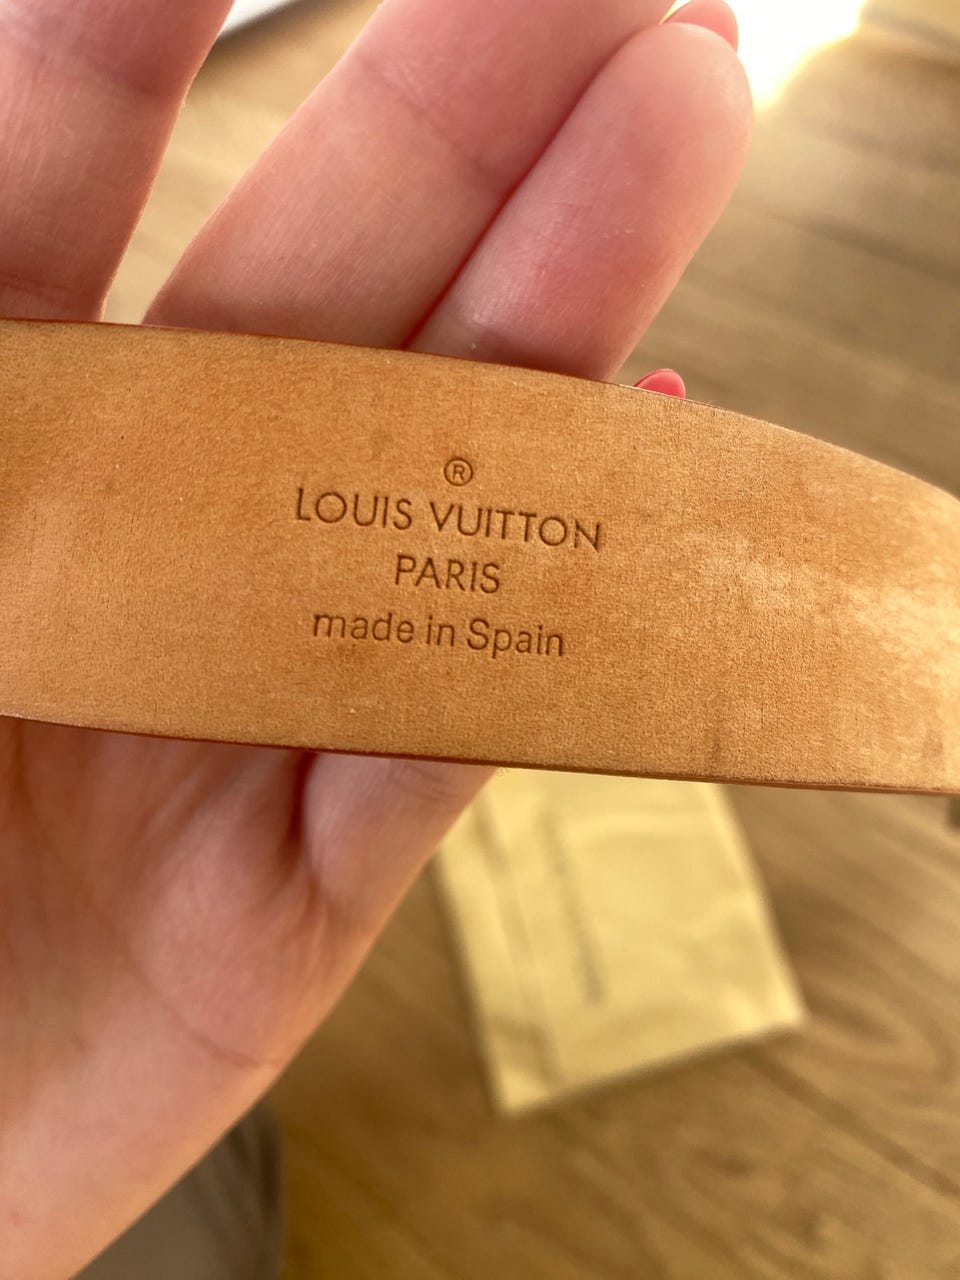 ®
LOUIS VUITTON
PARIS
made in Spain